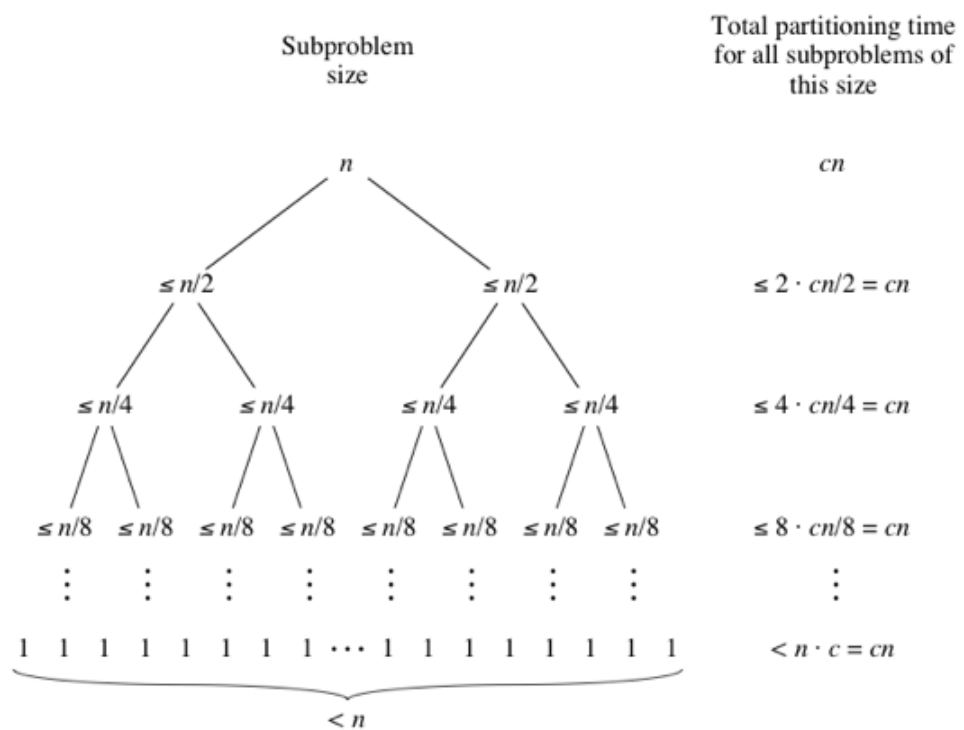 Subproblem
size
Total partitioning time
for all subproblems of
this size
n
cn
≤ n/2 ≤ n/2
≤ 2 · cn/2 = cn
≤ n/4 ≤ n/4 ≤ n/4 ≤ n/4
≤ 4 · cn/4 = cn
≤ n/8 ≤ n/8 ≤ n/8 ≤ n/8 ≤ n/8 ≤ n/8 ≤ n/8 ≤ n/8
≤ 8 · cn/8 = cn
⋮ ⋮ ⋮ ⋮ ⋮ ⋮ ⋮ ⋮
⋮
1 1 1 1 1 1 1 1 ··· 1 1 1 1 1 1 1 1
< n · c = cn
< n